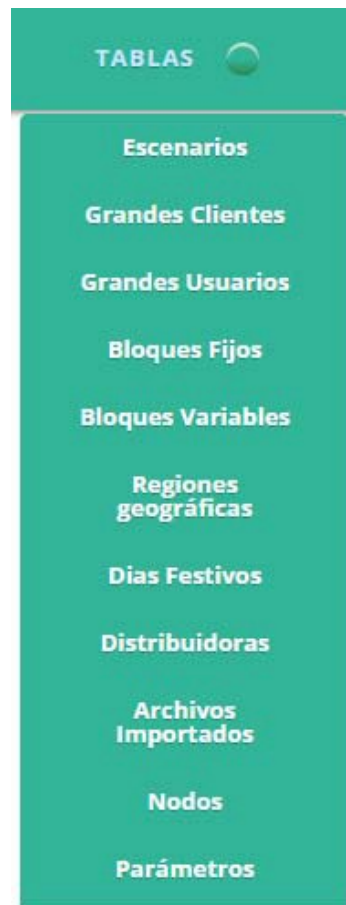 TABLAS
Escenarios
Grandes Clientes
Grandes Usuarios
Bloques Fijos
Bloques Variables
Regiones
geográficas
Dias Festivos
Distribuidoras
Archivos
Importados
Nodos
Parámetros